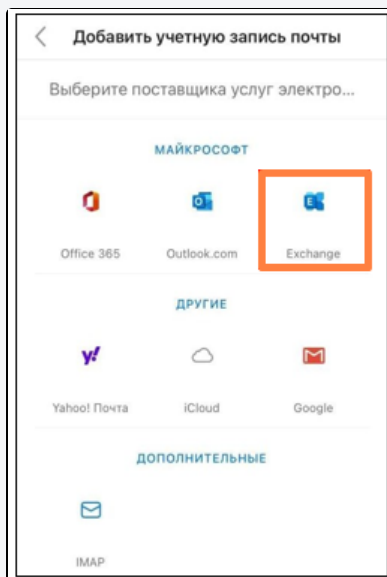 Добавить учетную запись почты
Выберите поставщика услуг электро...
МАЙКРОСОФТ
Office 365 Outlook.com Exchange
ДРУГИЕ
Yahoo! Почта iCloud Google
ДОПОЛНИТЕЛЬНЫЕ
IMAP